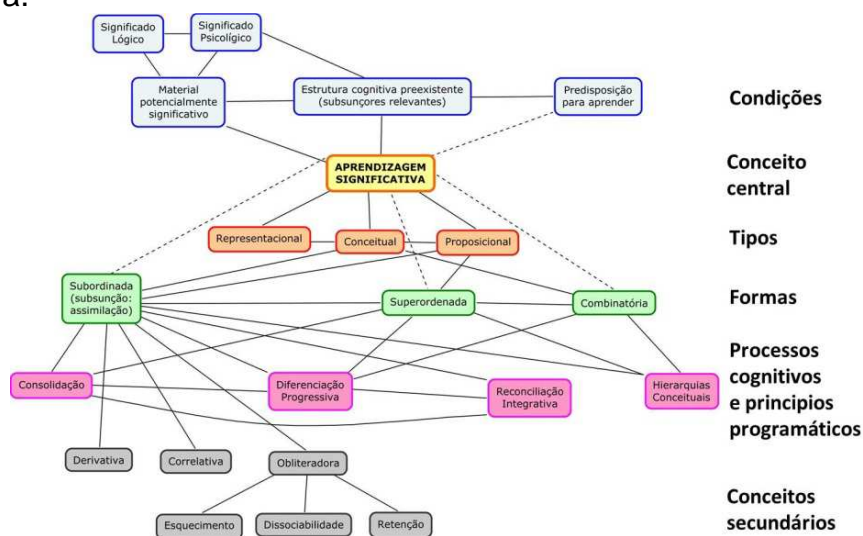 a.
Significado
Lógico
Significado
Psicolígico
Material
potencialmente
significativo
Estrutura cognitiva preexistente
(subsunçores relevantes)
Predisposição
para aprender
Condições
APRENDIZAGEM
SIGNIFICATIVA
Conceito
central
Representacional
Conceitual
Proposicional
Tipos
Subordinada
(subsunção:
assimilação)
Superordenada
Combinatória
Formas
Consolidação
Diferenciação
Progressiva
Reconciliação
Integrativa
Hierarquias
Conceituais
Processos
cognitivos
e principios
programáticos
Derivativa
Correlativa
Obliteradora
Esquecimento
Dissociabilidade
Retenção
Conceitos
secundários